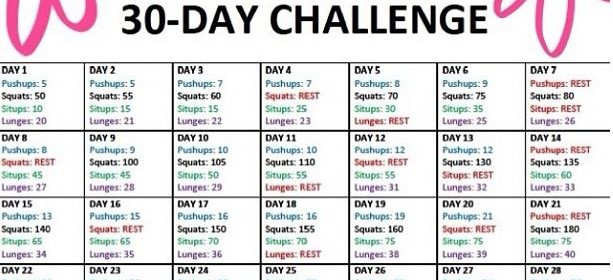 30-DAY CHALLENGE
DAY 1
Pushups: 5
Squats: 50
Situps: 10
Lunges: 20
DAY 2
Pushups: 5
Squats: 55
Situps: 15
Lunges: 21
DAY 3
Pushups: 7
Squats: 60
Situps: 15
Lunges: 22
DAY 4
Pushups: 7
Squats: REST
Situps: 25
Lunges: 23
DAY 5
Pushups: 8
Squats: 70
Situps: 30
Lunges: REST
DAY 6
Pushups: 9
Squats: 75
Situps: 35
Lunges: 25
DAY 7
Pushups: REST
Squats: 80
Situps: REST
Lunges: 26
DAY 8
Pushups: 8
Squats: REST
Situps: 45
Lunges: 27
DAY 9
Pushups: 9
Squats: 100
Situps: 45
Lunges: 28
DAY 10
Pushups: 10
Squats: 105
Situps: 50
Lunges: 29
DAY 11
Pushups: 10
Squats: 110
Situps: 55
Lunges: REST
DAY 12
Pushups: 12
Squats: REST
Situps: 55
Lunges: 31
DAY 13
Pushups: 12
Squats: 130
Situps: REST
Lunges: 32
DAY 14
Pushups: REST
Squats: 135
Situps: 60
Lunges: 33
DAY 15
Pushups: 13
Squats: 140
Situps: 65
Lunges: 34
DAY 16
Pushups: 15
Squats: REST
Situps: 65
Lunges: 35
DAY 17
Pushups: 16
Squats: 150
Situps: 70
Lunges: 36
DAY 18
Pushups: 16
Squats: 155
Situps: 70
Lunges: REST
DAY 19
Pushups: 19
Squats: 160
Situps: 75
Lunges: 38
DAY 20
Pushups: 21
Squats: REST
Situps: 75
Lunges: 39
DAY 21
Pushups: REST
Squats: 180
Situps: 75
Lunges: 40
DAY 22
DAY 23
DAY 24
DAY 25
DAY 26
DAY 27
DAY 28